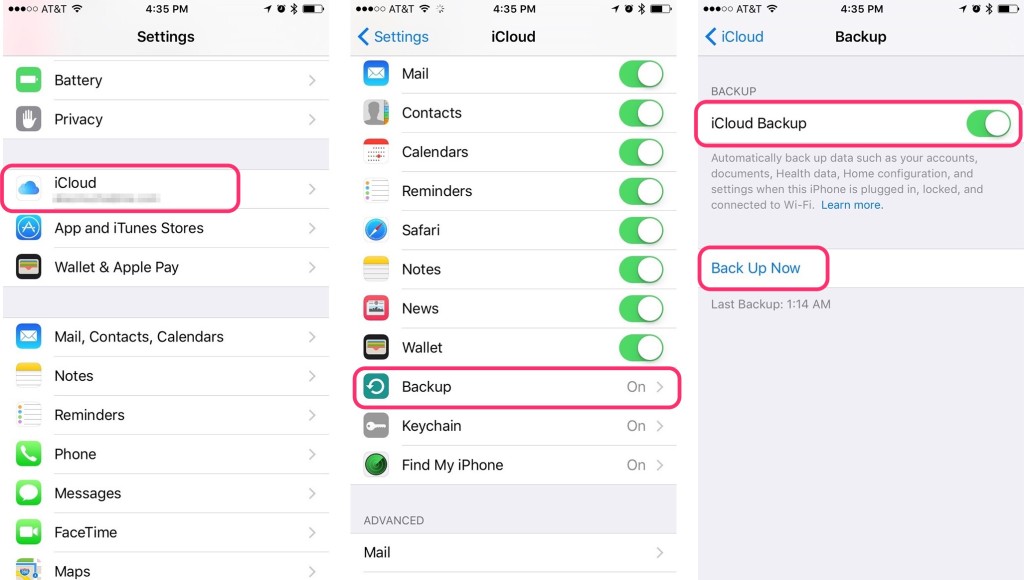 AT&T 4:35 PM
Settings
Battery
Privacy
iCloud
App and iTunes Stores
Wallet & Apple Pay
Mail, Contacts, Calendars
Notes
Reminders
Phone
Messages
FaceTime
Maps
AT&T 4:35 PM
Settings iCloud
Mail
Contacts
Calendars
Reminders
Safari
Notes
News
Wallet
Backup On
Keychain On
Find My iPhone On
ADVANCED
Mail
AT&T 4:35 PM
iCloud Backup
BACKUP
iCloud Backup
Automatically back up data such as your accounts,
documents, Health data, Home configuration, and
settings when this iPhone is plugged in, locked, and
connected to Wi-Fi. Learn more.
Back Up Now
Last Backup: 1:14 AM